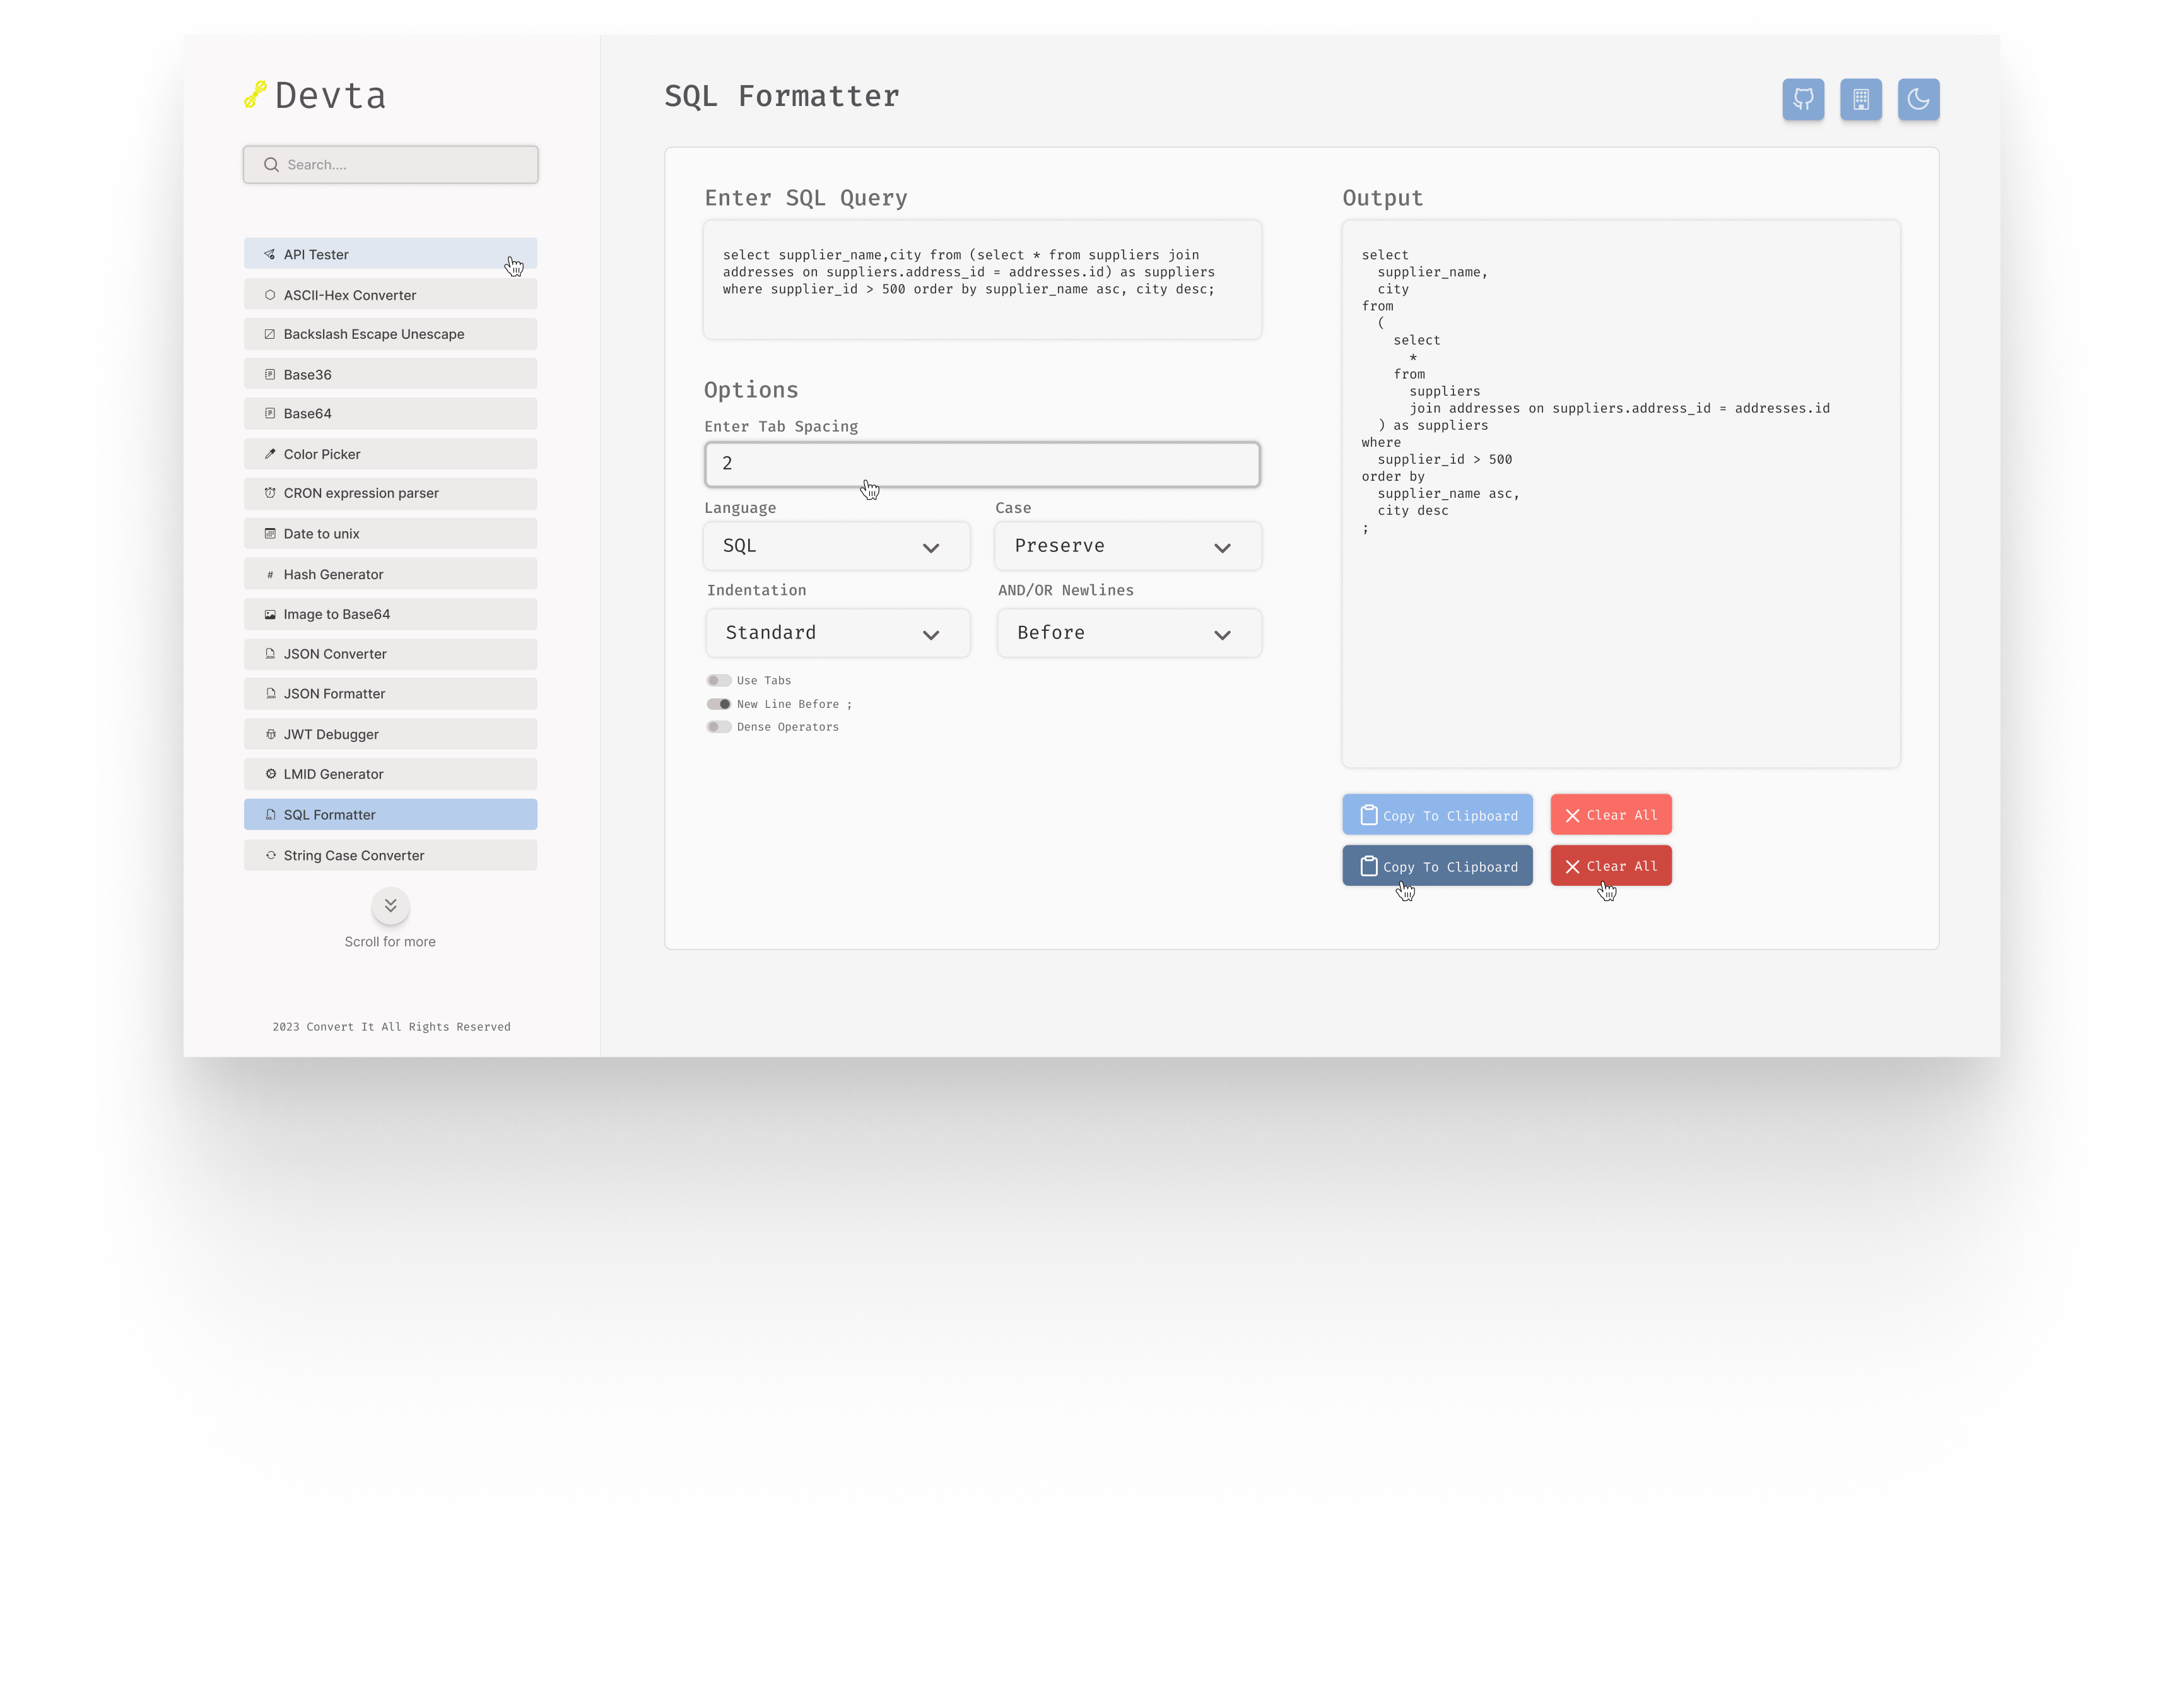 Devta
Search....
API Tester
ASCII-Hex Converter
Backslash Escape Unescape
Base36
Base64
Color Picker
CRON expression parser
Date to unix
# Hash Generator
Image to Base64
JSON Converter
JSON Formatter
JWT Debugger
LMID Generator
SQL Formatter
String Case Converter
Scroll for more
2023 Convert It All Rights Reserved
SQL Formatter
Enter SQL Query
select supplier_name,city from (select * from suppliers join
addresses on suppliers.address_id = addresses.id) as suppliers
where supplier_id > 500 order by supplier_name asc, city desc;
Options
Enter Tab Spacing
2
Language
SQL
Case
Preserve
Indentation
Standard
AND/OR Newlines
Before
Use Tabs
New Line Before ;
Dense Operators
Output
select
  supplier_name,
  city
from
  (
    select
      *
    from
      suppliers
      join addresses on suppliers.address_id = addresses.id
  ) as suppliers
where
  supplier_id > 500
order by
  supplier_name asc,
  city desc
;
Copy To Clipboard
Clear All
Copy To Clipboard
Clear All